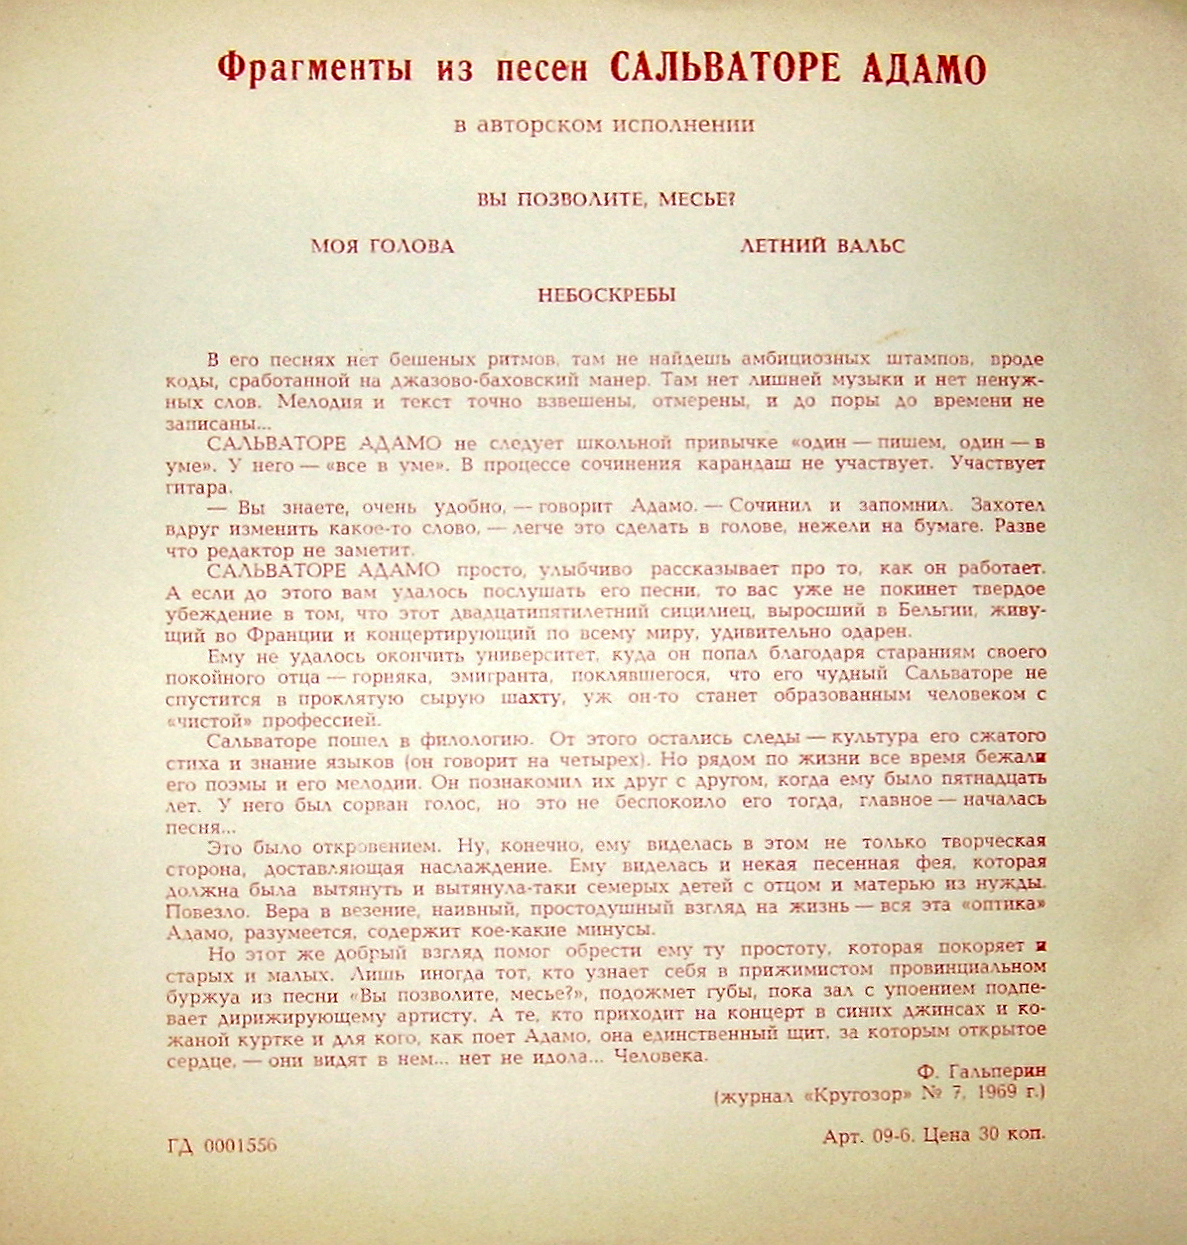 Фрагменты из песен САЛЬВАТОРЕ АДАМО
в авторском исполнении
ВЫ ПОЗВОЛИТЕ, МЕСЬЕ?
МОЯ ГОЛОВА ЛЕТНИЙ ВАЛЬС
НЕБОСКРЕБЫ
В его песнях нет бешеных ритмов, там не найдешь амбициозных штампов, вроде
коды, сработанной на джазово-баховский манер. Там нет лишней музыки и нет ненуж-
ных слов. Мелодия и текст точно взвешены, отмерены, и до поры до времени не
записаны...
САЛЬВАТОРЕ АДАМО не следует школьной привычке «один — пишем, один — в
уме». У него — «все в уме». В процессе сочинения карандаш не участвует. Участвует
гитара.
— Вы знаете, очень удобно, — говорит Адамо. — Сочинил и запомнил. Захотел
вдруг изменить какое-то слово, — легче это сделать в голове, нежели на бумаге. Разве
что редактор не заметит.
САЛЬВАТОРЕ АДАМО просто, улыбчиво рассказывает про то, как он работает.
А если до этого вам удалось послушать его песни, то вас уже не покинет твердое
убеждение в том, что этот двадцатипятилетний сицилиец, выросший в Бельгии, живу-
щий во Франции и концертирующий по всему миру, удивительно одарен.
Ему не удалось окончить университет, куда он попал благодаря стараниям своего
покойного отца — горняка, эмигранта, поклявшегося, что его чудный Сальваторе не
спустится в проклятую сырую шахту, уж он-то станет образованным человеком с
«чистой» профессией.
Сальваторе пошел в филологию. От этого остались следы — культура его сжатого
стиха и знание языков (он говорит на четырех). Но рядом по жизни все время бежали
его поэмы и его мелодии. Он познакомил их друг с другом, когда ему было пятнадцать
лет. У него был сорван голос, но это не беспокоило его тогда, главное — началась
песня...
Это было откровением. Ну, конечно, ему виделась в этом не только творческая
сторона, доставляющая наслаждение. Ему виделась и некая песенная фея, которая
должна была вытянуть и вытянула-таки семерых детей с отцом и матерью из нужды.
Повезло. Вера в везение, наивный, простодушный взгляд на жизнь — вся эта «оптика»
Адамо, разумеется, содержит кое-какие минусы.
Но этот же добрый взгляд помог обрести ему ту простоту, которая покоряет и
старых и малых. Лишь иногда тот, кто узнает себя в прижимистом провинциальном
буржуа из песни «Вы позволите, месье?», подожмет губы, пока зал с упоением подпе-
вает дирижирующему артисту. А те, кто приходит на концерт в синих джинсах и ко-
жаной куртке и для кого, как поет Адамо, она единственный щит, за которым открытое
сердце, — они видят в нем... нет не идола... Человека.
Ф. Гальперин
(журнал «Кругозор» № 7, 1969 г.)
ГД 0001556 Арт. 09-6. Цена 30 коп.